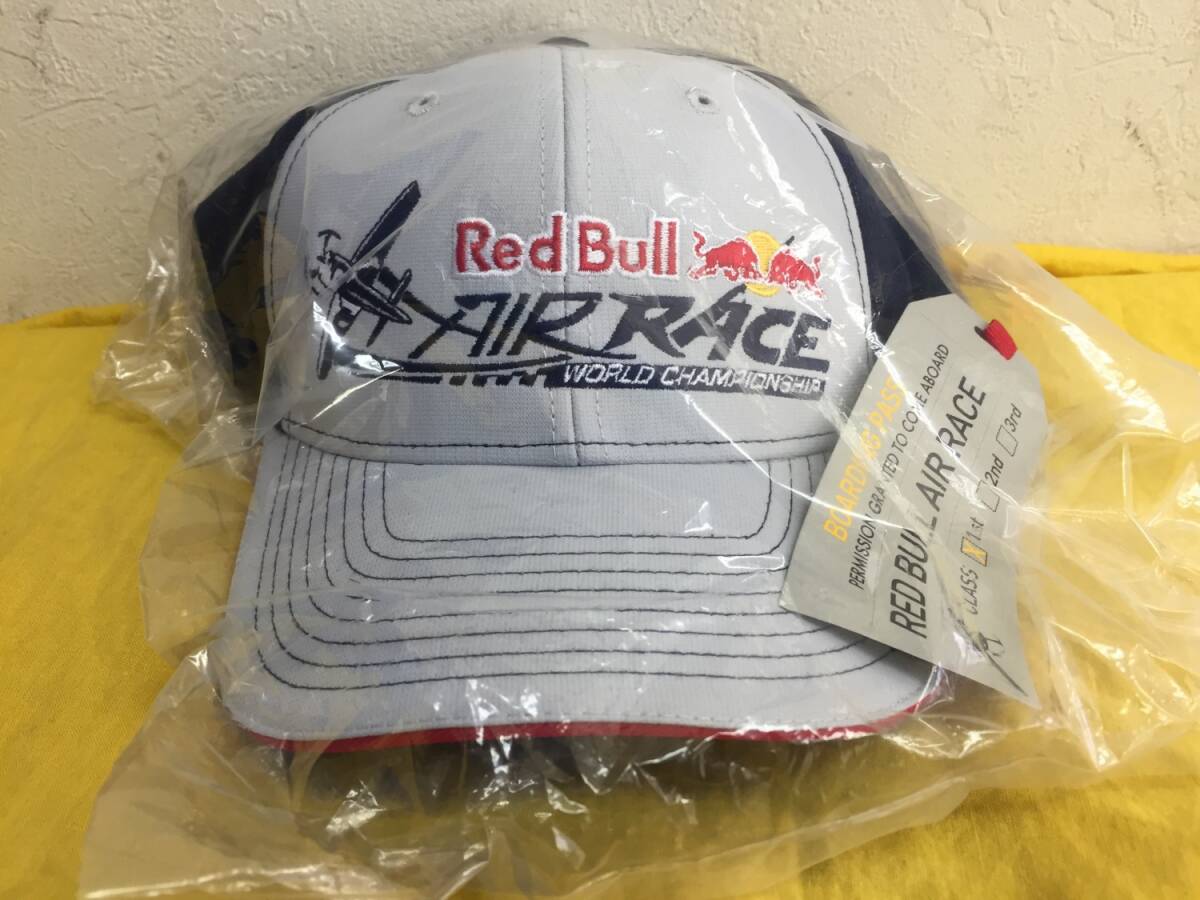 Red Bull
AIR RACE
WORLD CHAMPIONSHIP
BOARDING PASS
PERMISSION GRANTED TO COME ABOARD
RED BULL AIR RACE
CLASS X 1st 2nd 3rd